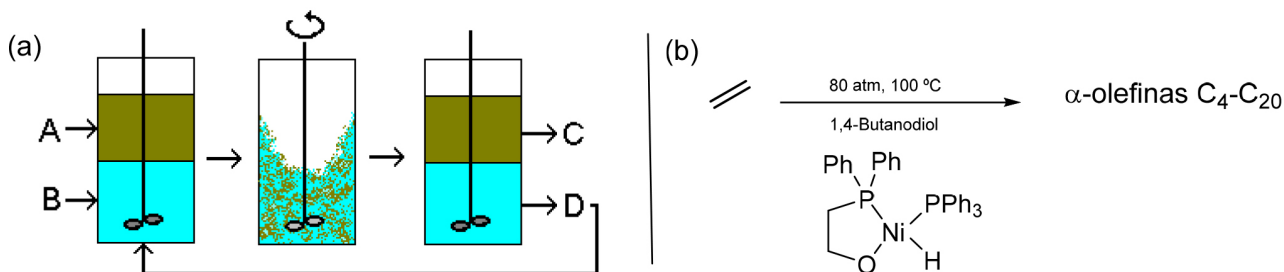 (a)
A
B
C
D
(b)
80 atm, 100 ºC
1,4-Butanodiol
α-olefinas C₄-C₂₀
Ph
Ph
P
PPh₃
Ni
O
H